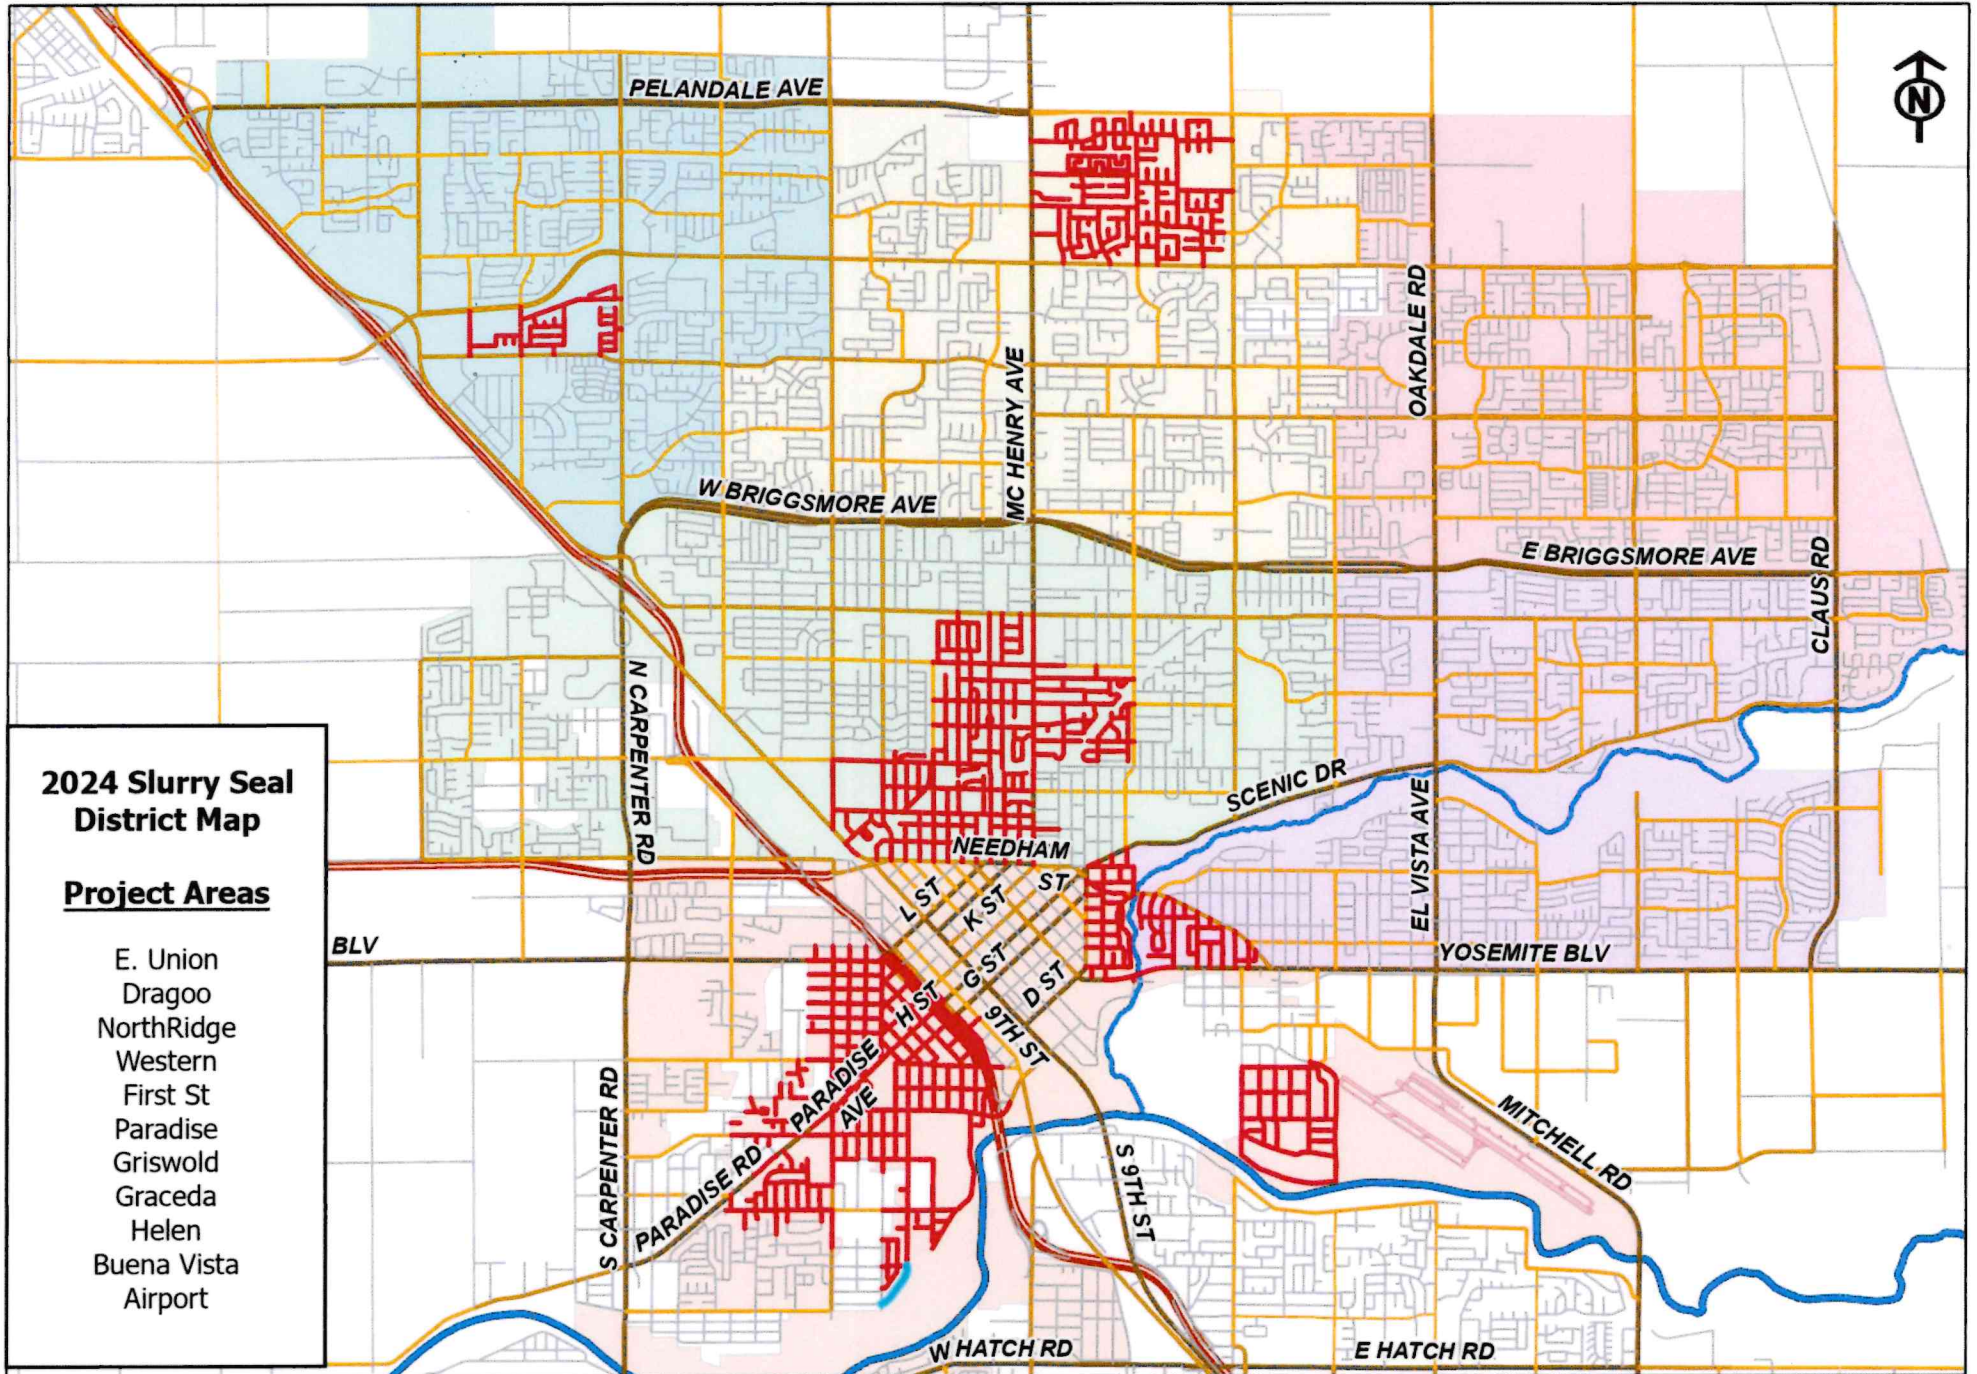 PELANDALE AVE
N
OAKDALE RD
MC HENRY AVE
W BRIGGSMORE AVE
E BRIGGSMORE AVE
CLAUS RD
N CARPENTER RD
2024 Slurry Seal
District Map
Project Areas
E. Union
Dragoo
NorthRidge
Western
First St
Paradise
Griswold
Graceda
Helen
Buena Vista
Airport
SCENIC DR
EL VISTA AVE
NEEDHAM
ST
L ST
K ST
G ST
D ST
H ST
9TH ST
BLV
YOSEMITE BLV
PARADISE
AVE
S CARPENTER RD
PARADISE RD
MITCHELL RD
S 9TH ST
W HATCH RD
E HATCH RD